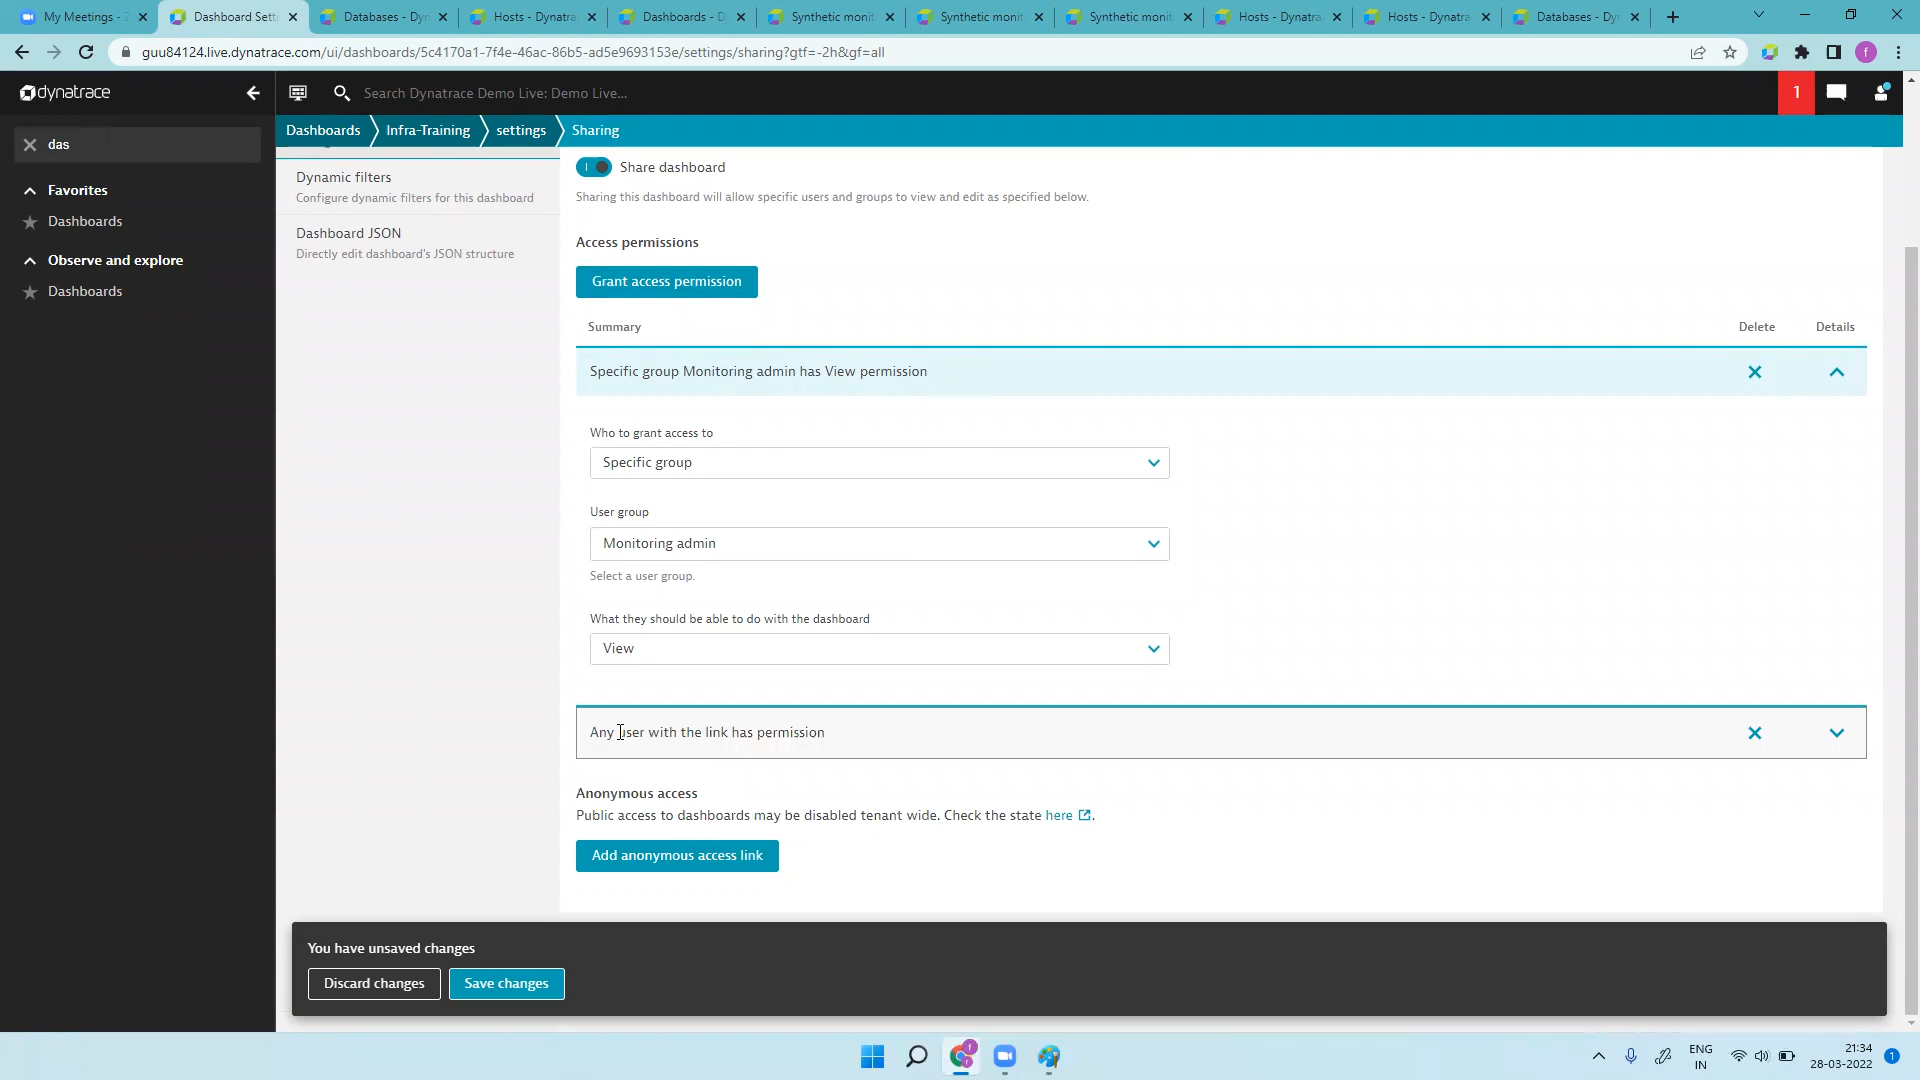 My Meetings - Z
Dashboard Sett
Databases - Dyn
Hosts - Dynatra
Dashboards - D
Synthetic monit
Synthetic monit
Synthetic monit
Hosts - Dynatra
Hosts - Dynatra
Databases - Dy
guu84124.live.dynatrace.com/ui/dashboards/5c4170a1-7f4e-46ac-86b5-ad5e9693153e/settings/sharing?gtf=-2h&gf=all
f
dynatrace
Search Dynatrace Demo Live: Demo Live...
1
Dashboards
Infra-Training
settings
Sharing
das
Favorites
Dashboards
Observe and explore
Dashboards
Dynamic filters
Configure dynamic filters for this dashboard
Dashboard JSON
Directly edit dashboard's JSON structure
Share dashboard
Sharing this dashboard will allow specific users and groups to view and edit as specified below.
Access permissions
Grant access permission
Summary
Delete
Details
Specific group Monitoring admin has View permission
Who to grant access to
Specific group
User group
Monitoring admin
Select a user group.
What they should be able to do with the dashboard
View
Any user with the link has permission
Anonymous access
Public access to dashboards may be disabled tenant wide. Check the state here .
Add anonymous access link
You have unsaved changes
Discard changes
Save changes
ENG
IN
21:34
28-03-2022
1